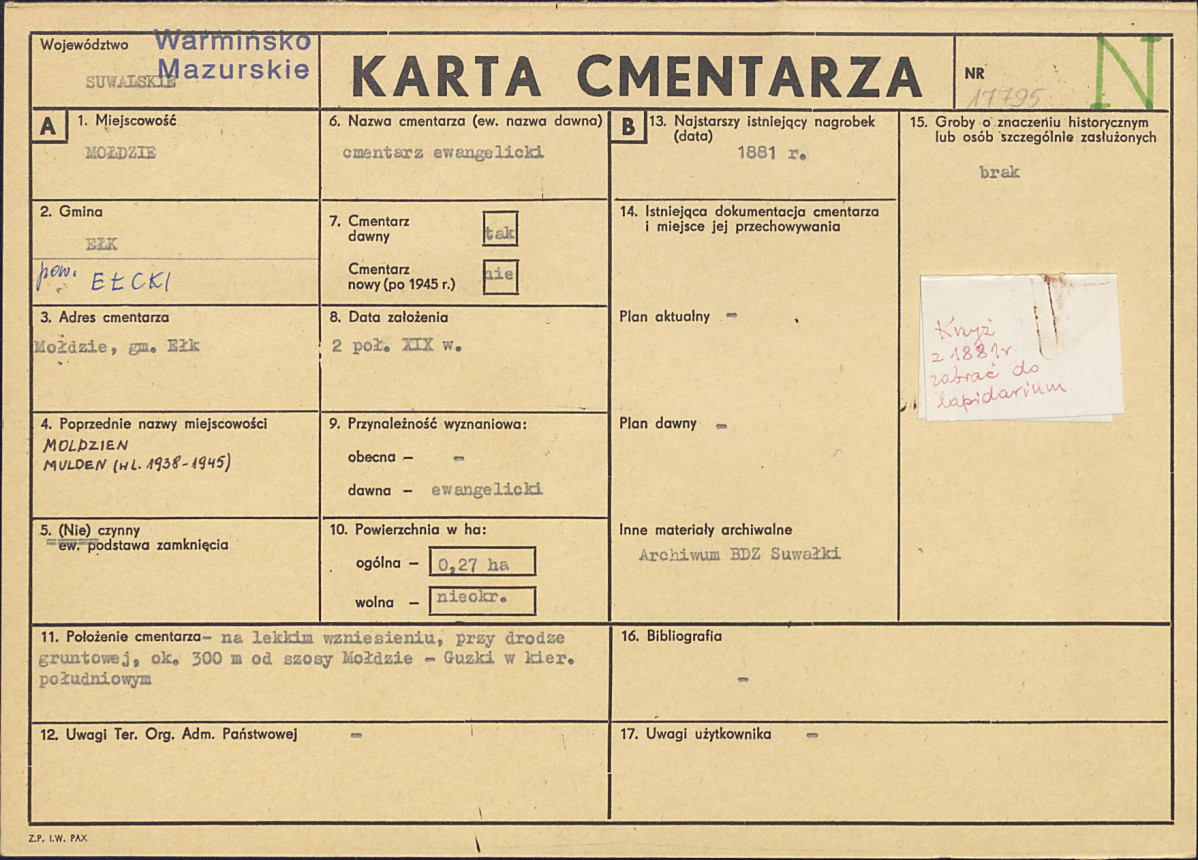 Województwo
Warmińsko
Mazurskie
SUWALSKIE
KARTA CMENTARZA
NR
17795
N
A
1. Miejscowość
MOŁDZIE
2. Gmina
EŁK
pow. EŁCKI
3. Adres cmentarza
Mołdzie, gm. Ełk
4. Poprzednie nazwy miejscowości
MOLDZIEN
MULDEN (wl. 1938-1945)
5. (Nie) czynny
ew. podstawa zamknięcia
6. Nazwa cmentarza (ew. nazwa dawna)
cmentarz ewangelicki
7. Cmentarz
dawny
tak
Cmentarz
nowy (po 1945 r.)
nie
8. Data założenia
2 poł. XIX w.
9. Przynależność wyznaniowa:
obecna – -
dawna – ewangelicki
10. Powierzchnia w ha:
ogólna – 0,27 ha
wolna – nieokr.
11. Położenie cmentarza- na lekkim wzniesieniu, przy drodze
gruntowej, ok. 300 m od szosy Mołdzie - Guzki w kier.
południowym
12. Uwagi Ter. Org. Adm. Państwowej -
B
13. Najstarszy istniejący nagrobek
(data)
1881 r.
14. Istniejąca dokumentacja cmentarza
i miejsce jej przechowywania
Plan aktualny -
Plan dawny -
Inne materiały archiwalne
Archiwum BDZ Suwałki
15. Groby o znaczeniu historycznym
lub osób szczególnie zasłużonych
brak
Krzyż
z 1881r
zabrać do
lapidarium
16. Bibliografia
-
17. Uwagi użytkownika -
Z.P. I.W. PAX